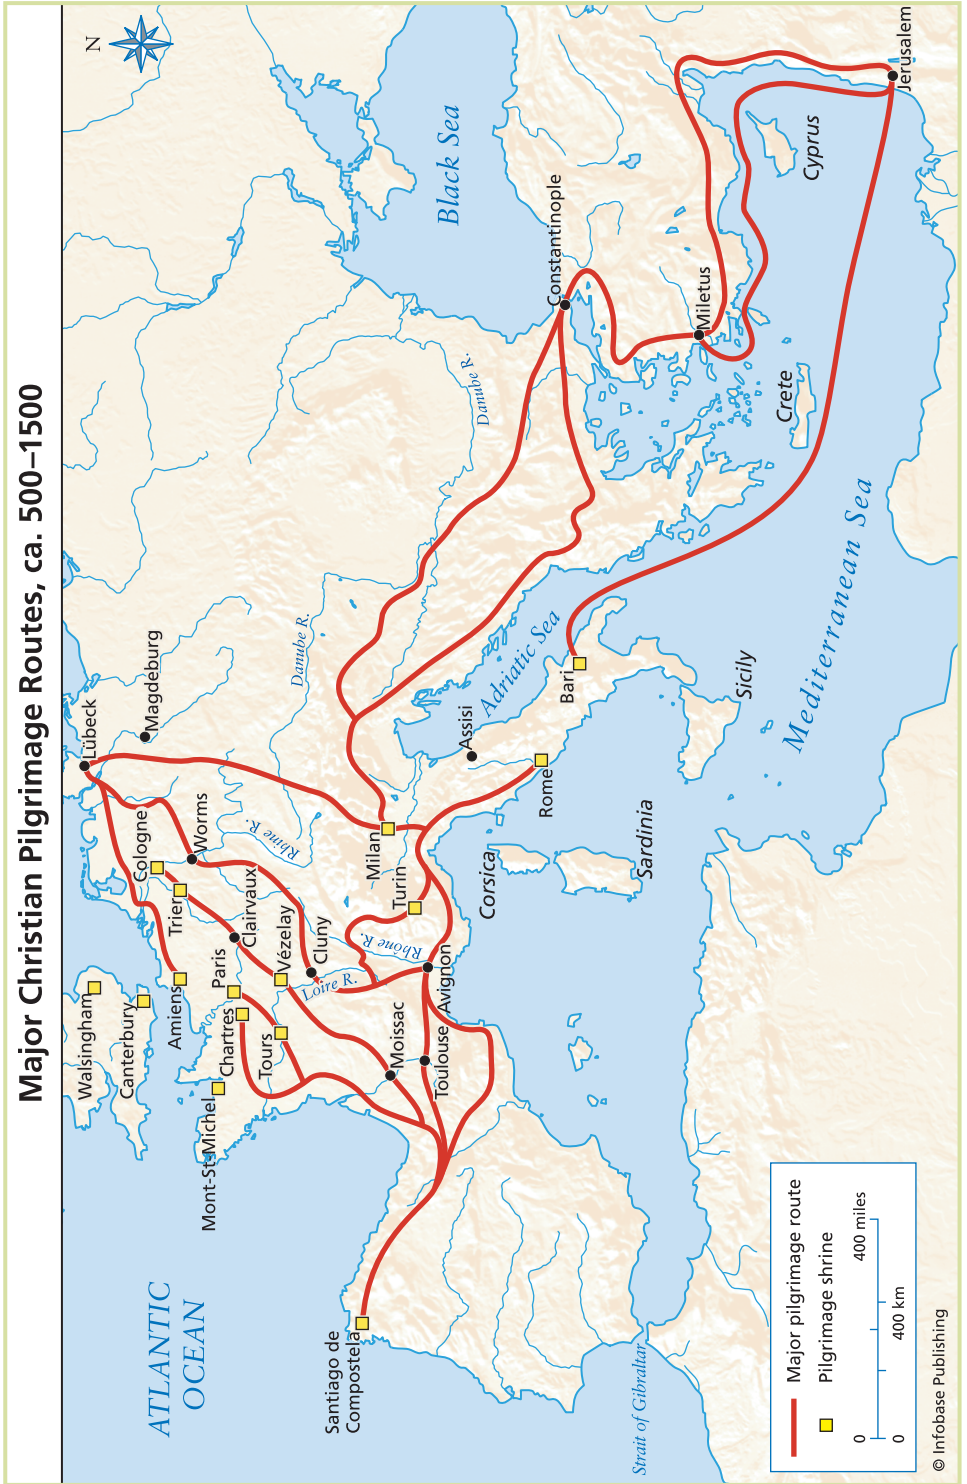 Major Christian Pilgrimage Routes, ca. 500–1500
N
ATLANTIC
OCEAN
Walsingham
Canterbury
Amiens
Mont-St-Michel
Chartres
Paris
Tours
Trier
Cologne
Lübeck
Magdeburg
Worms
Clairvaux
Vézelay
Cluny
Rhine R.
Loire R.
Rhône R.
Danube R.
Danube R.
Black Sea
Santiago de
Compostela
Moissac
Toulouse
Avignon
Turin
Milan
Assisi
Rome
Bari
Adriatic Sea
Constantinople
Miletus
Jerusalem
Cyprus
Crete
Corsica
Sardinia
Sicily
Mediterranean Sea
Strait of Gibraltar
Major pilgrimage route
Pilgrimage shrine
0
400 miles
0
400 km
© Infobase Publishing